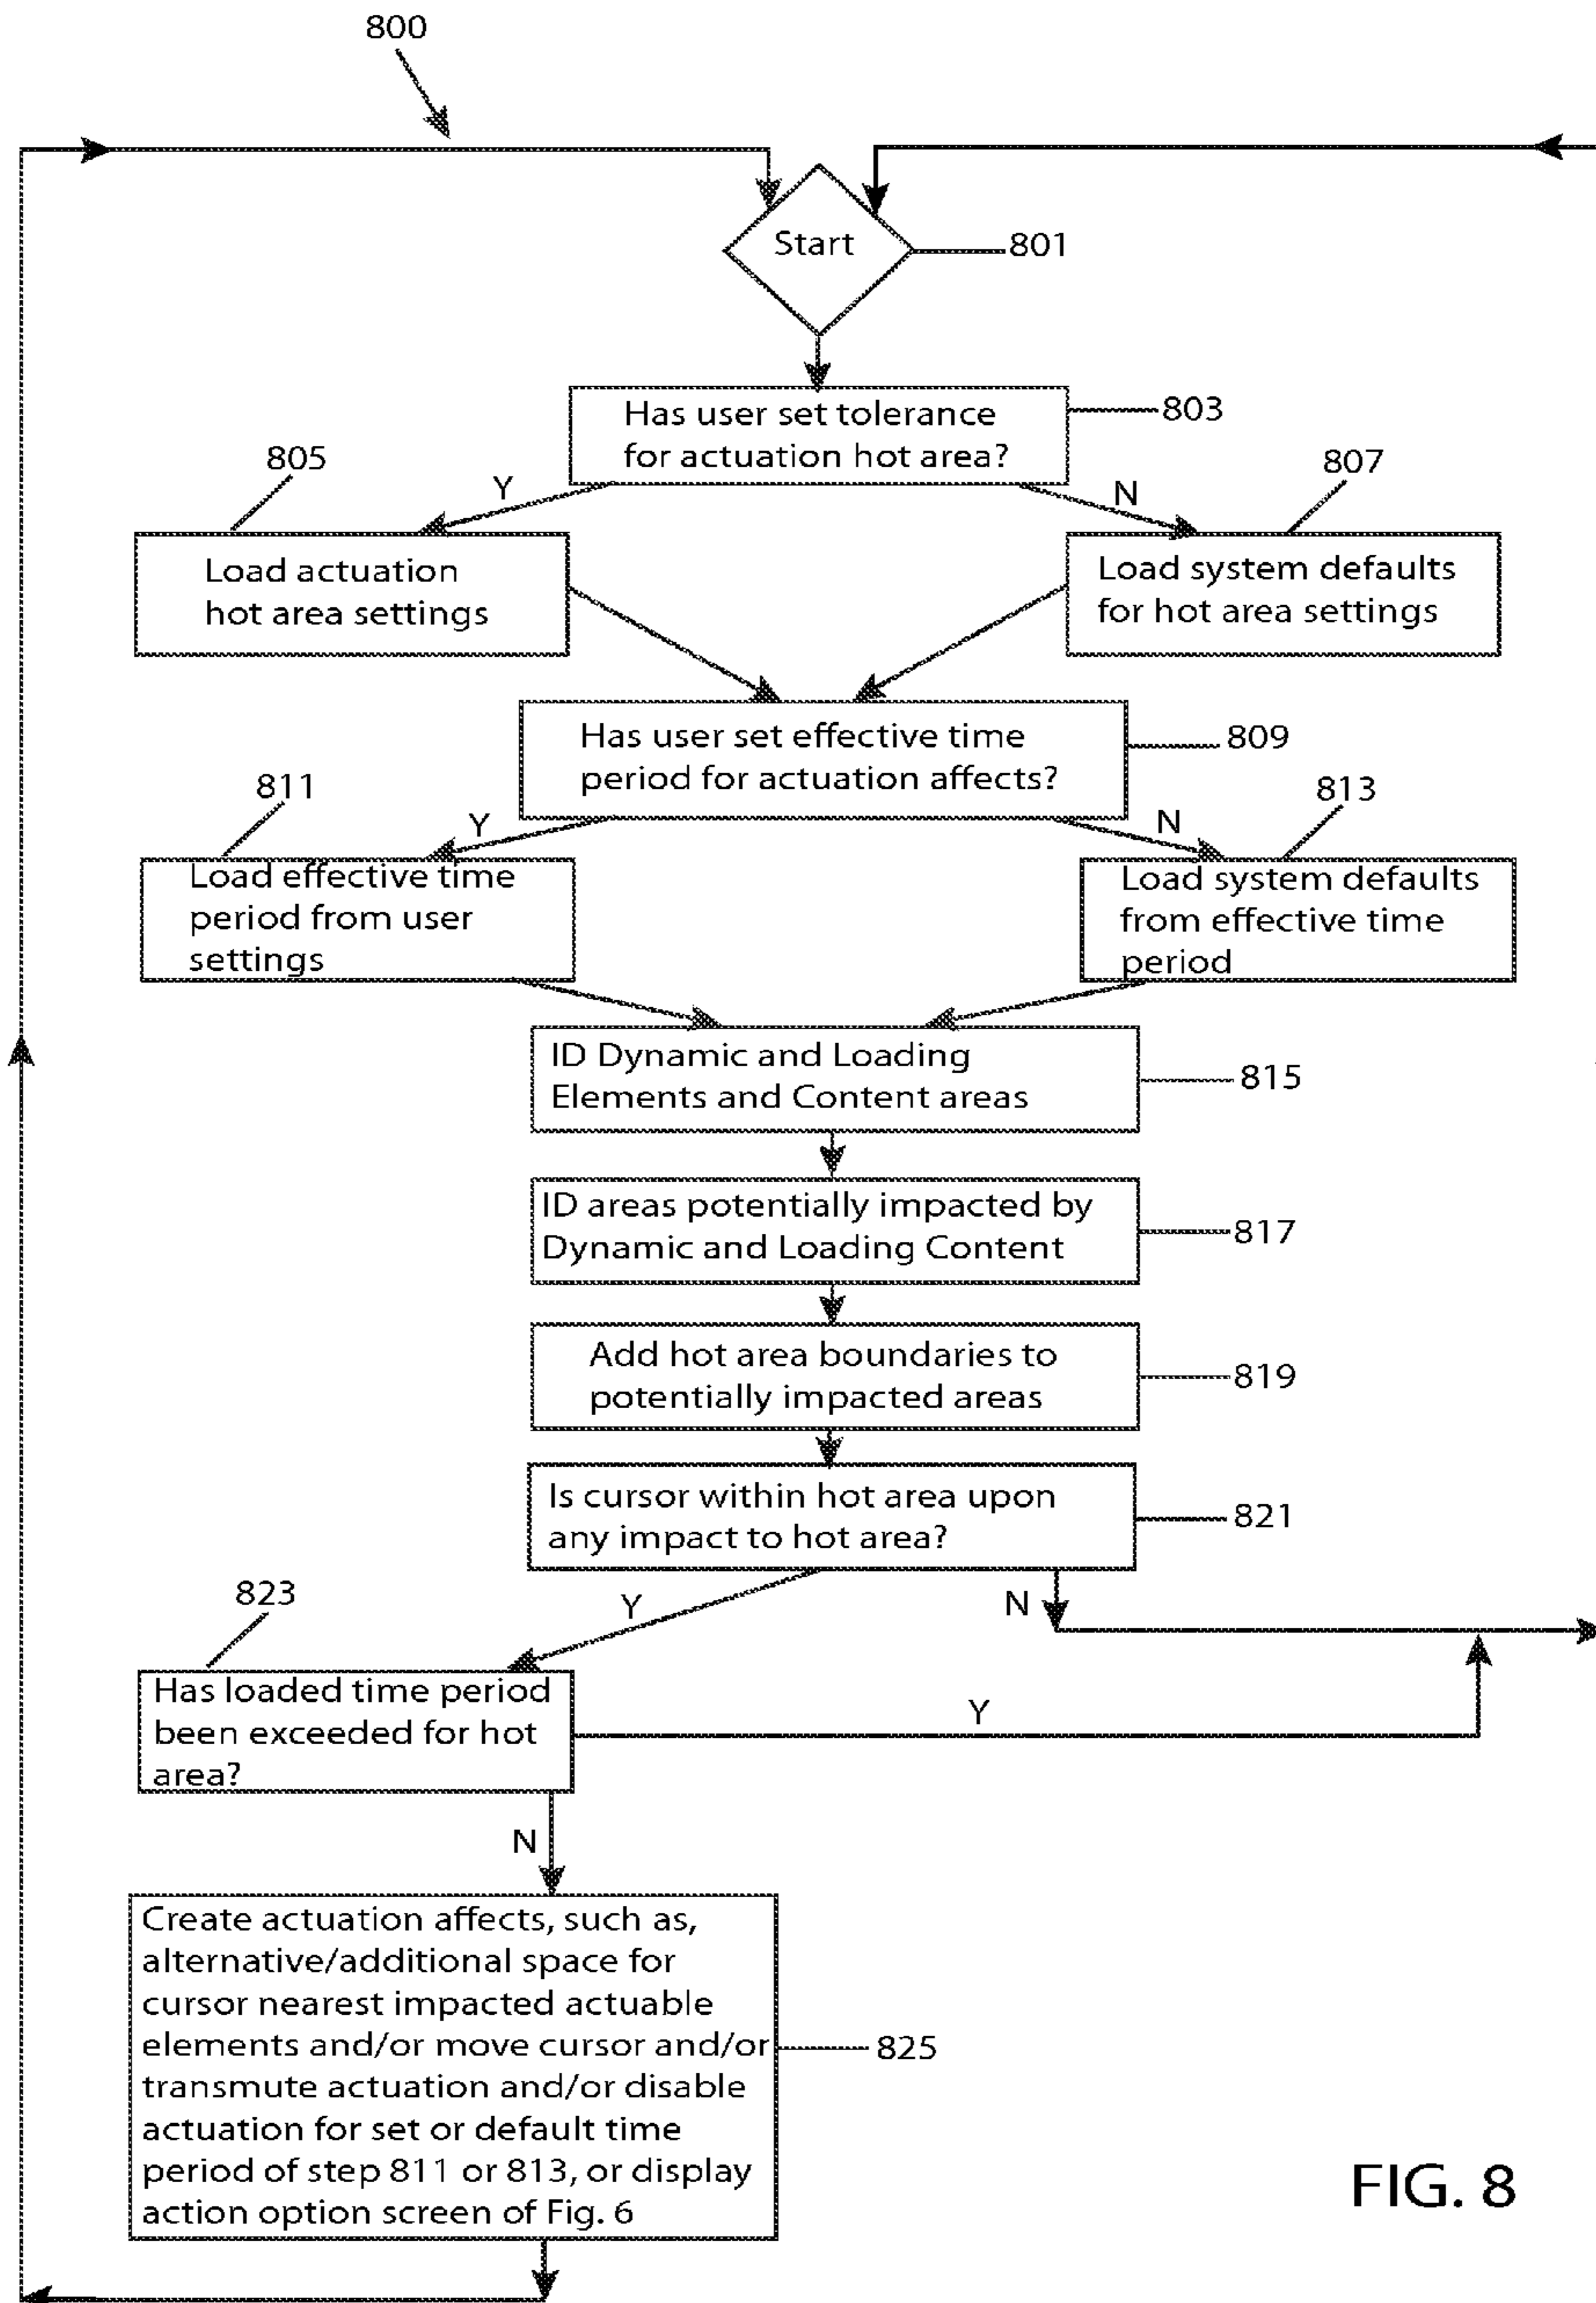 800
Start
801
Has user set tolerance
for actuation hot area?
803
805
Y
N
807
Load actuation
hot area settings
Load system defaults
for hot area settings
Has user set effective time
period for actuation affects?
809
811
Y
N
813
Load effective time
period from user
settings
Load system defaults
from effective time
period
ID Dynamic and Loading
Elements and Content areas
815
ID areas potentially impacted by
Dynamic and Loading Content
817
Add hot area boundaries to
potentially impacted areas
819
Is cursor within hot area upon
any impact to hot area?
821
823
Y
N
Has loaded time period
been exceeded for hot
area?
Y
N
Create actuation affects, such as,
alternative/additional space for
cursor nearest impacted actuable
elements and/or move cursor and/or
transmute actuation and/or disable
actuation for set or default time
period of step 811 or 813, or display
action option screen of Fig. 6
825
FIG. 8